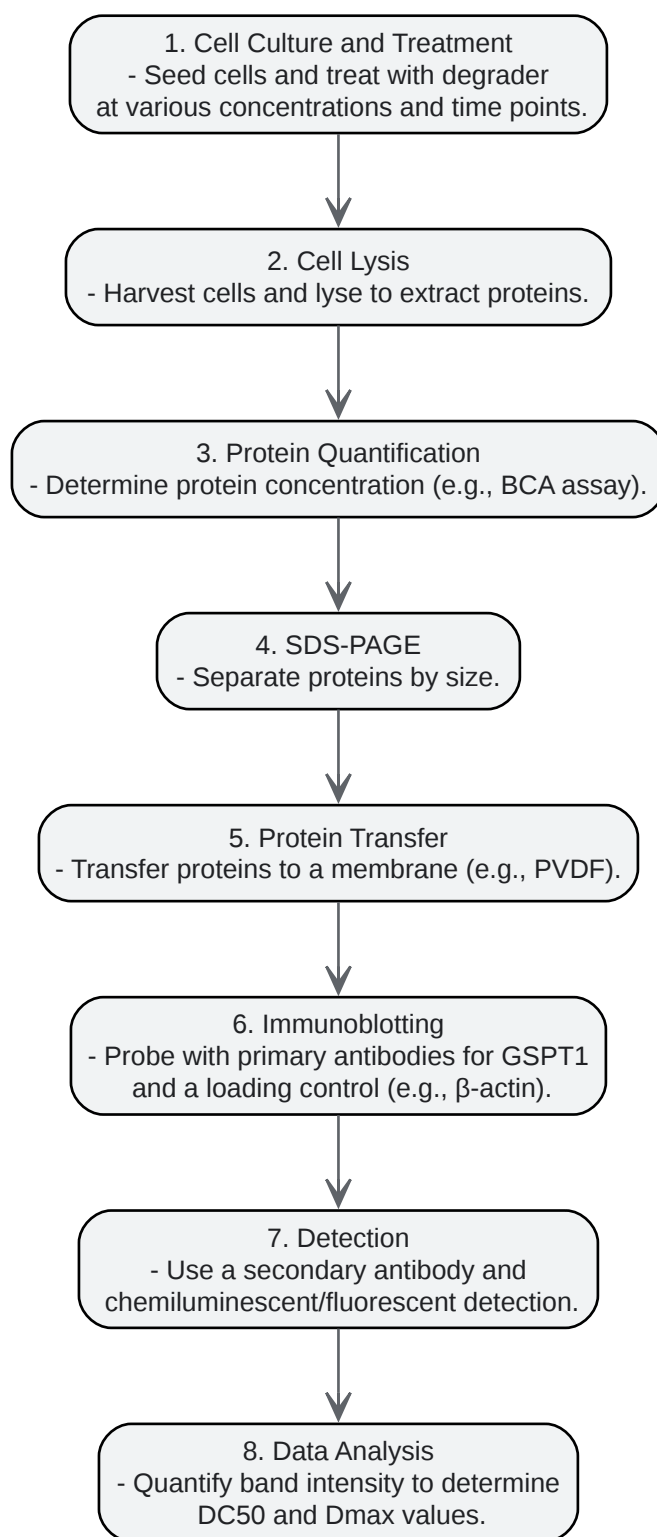 1. Cell Culture and Treatment
- Seed cells and treat with degrader
at various concentrations and time points.
2. Cell Lysis
- Harvest cells and lyse to extract proteins.
3. Protein Quantification
- Determine protein concentration (e.g., BCA assay).
4. SDS-PAGE
- Separate proteins by size.
5. Protein Transfer
- Transfer proteins to a membrane (e.g., PVDF).
6. Immunoblotting
- Probe with primary antibodies for GSPT1
and a loading control (e.g., β-actin).
7. Detection
- Use a secondary antibody and
chemiluminescent/fluorescent detection.
8. Data Analysis
- Quantify band intensity to determine
DC50 and Dmax values.